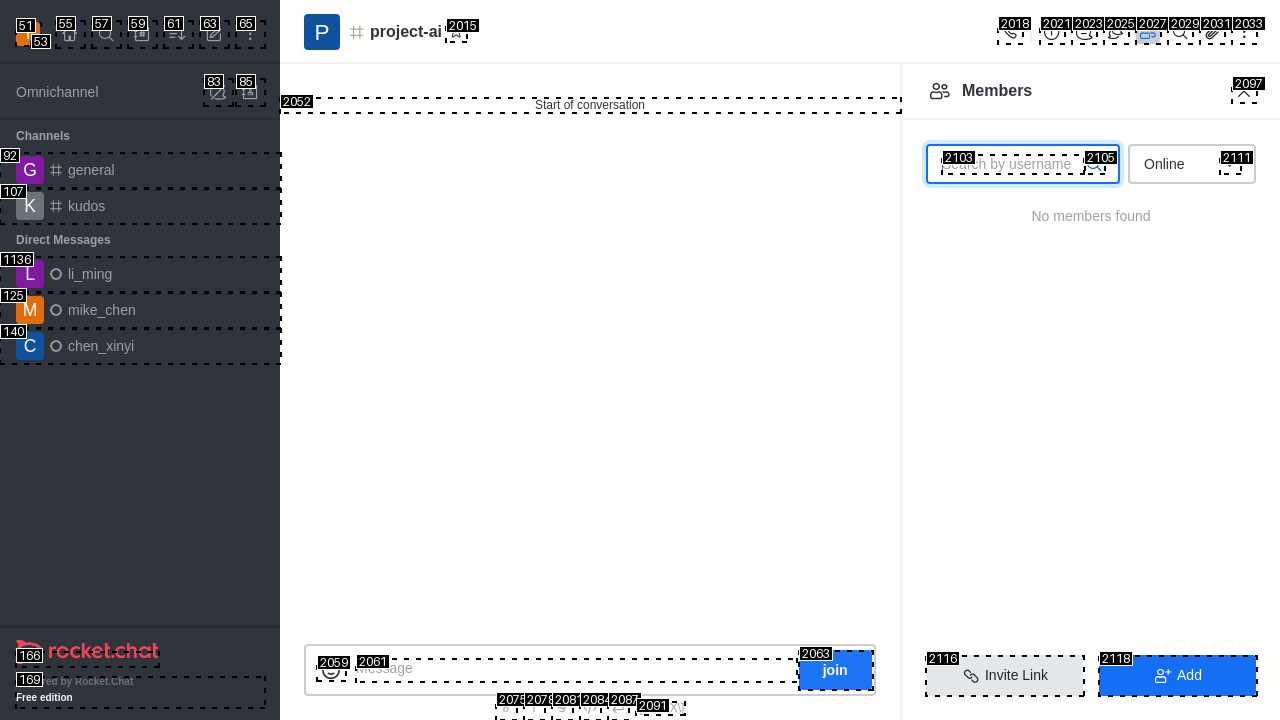 51
53
55
57
59
61
63
65
P
project-ai
2015
2018
2021
2023
2025
2027
2029
2031
2033
Omnichannel
83
85
2052
Start of conversation
Members
2097
Channels
92
G
general
107
K
kudos
2103
Search by username
2105
Online
2111
No members found
Direct Messages
1136
L
li_ming
125
M
mike_chen
140
C
chen_xinyi
166
rocket.chat
169
Powered by Rocket.Chat
Free edition
2059
2061
Message
2063
join
2075
2078
2081
2084
2087
2091
2116
Invite Link
2118
Add